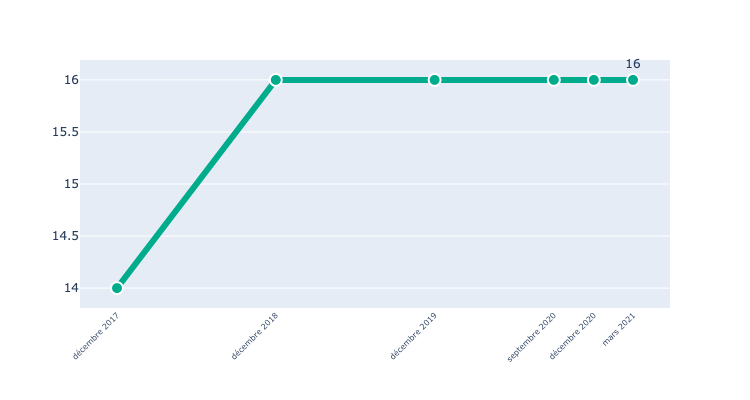 16
16
15.5
15
14.5
14
décembre 2017
décembre 2018
décembre 2019
septembre 2020
décembre 2020
mars 2021